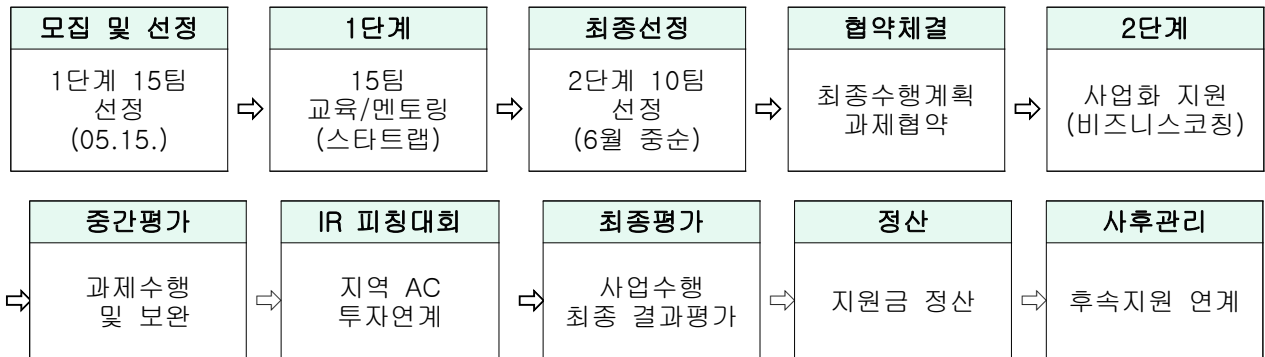 모집 및 선정
1단계 15팀
선정
(05.15.)
⇨
1단계
15팀
교육/멘토링
(스타트랩)
⇨
최종선정
2단계 10팀
선정
(6월 중순)
⇨
협약체결
최종수행계획
과제협약
⇨
2단계
사업화 지원
(비즈니스코칭)
⇨
중간평가
과제수행
및 보완
⇨
IR 피칭대회
지역 AC
투자연계
⇨
최종평가
사업수행
최종 결과평가
⇨
정산
지원금 정산
⇨
사후관리
후속지원 연계